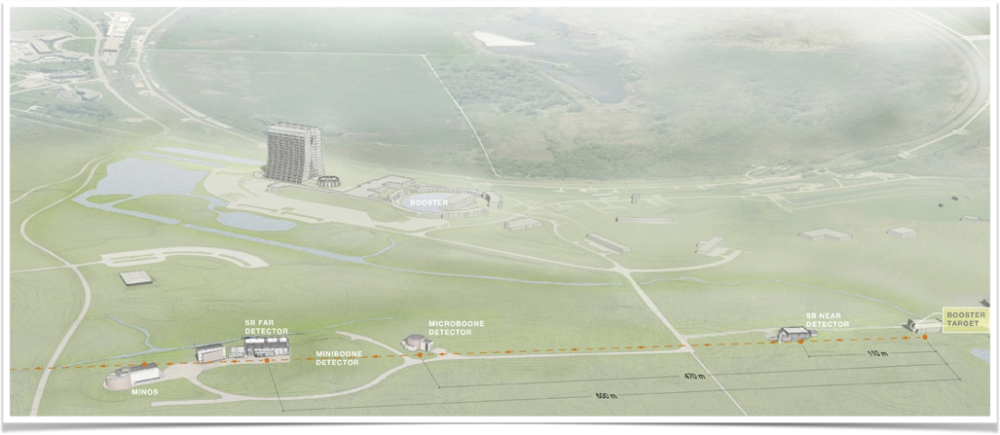 BOOSTER
SB FAR
DETECTOR
MICROBOONE
DETECTOR
SB NEAR
DETECTOR
BOOSTER
TARGET
MINIBOONE
DETECTOR
110 m
470 m
600 m
MINOS